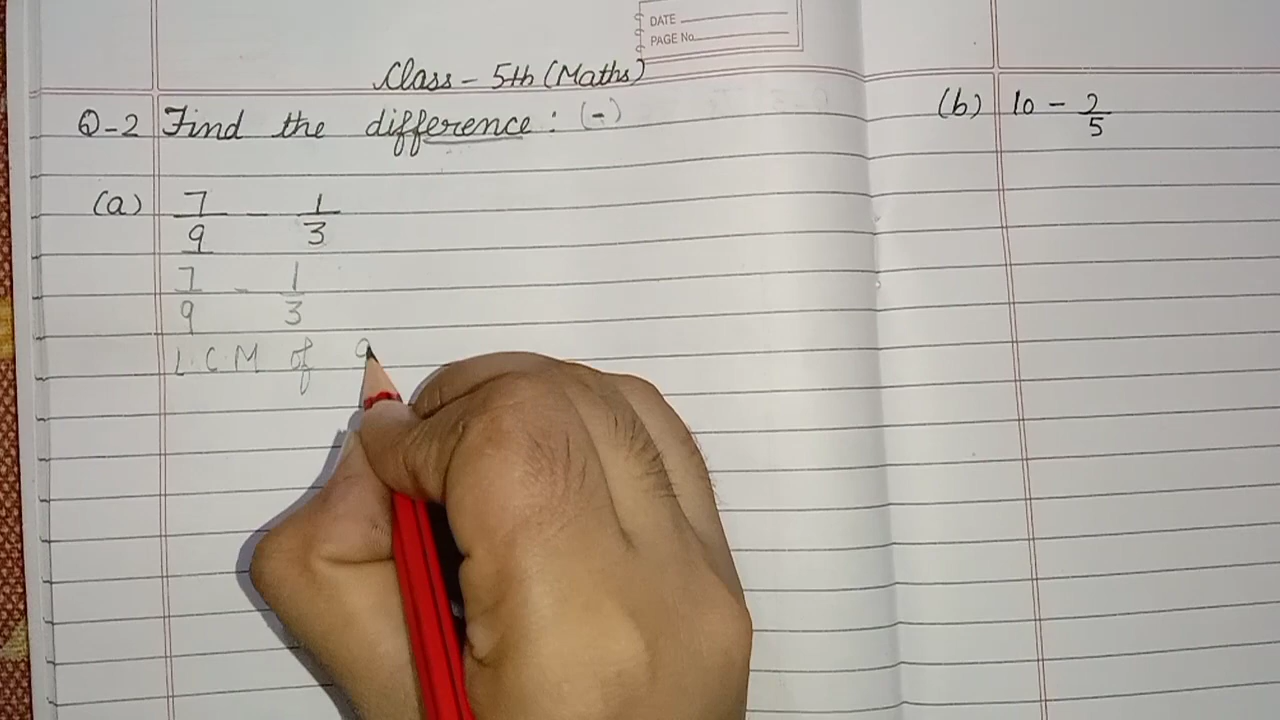 DATE
PAGE No.
Class - 5th (Maths)
Q-2 Find the difference : (-)
(a) 7/9 - 1/3
7/9 - 1/3
L.C.M of 9
(b) 10 - 2/5